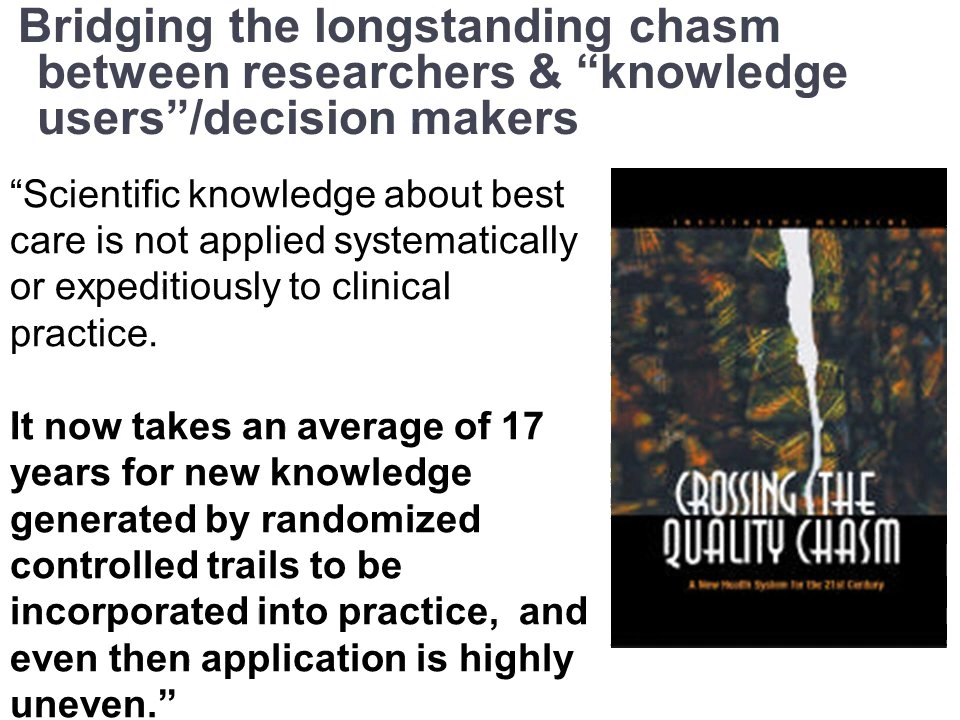 Bridging the longstanding chasm
between researchers & “knowledge
users”/decision makers
“Scientific knowledge about best
care is not applied systematically
or expeditiously to clinical
practice.
It now takes an average of 17
years for new knowledge
generated by randomized
controlled trails to be
incorporated into practice,  and
even then application is highly
uneven.”
INSTITUTE OF MEDICINE
CROSSING THE
QUALITY CHASM
A New Health System for the 21st Century